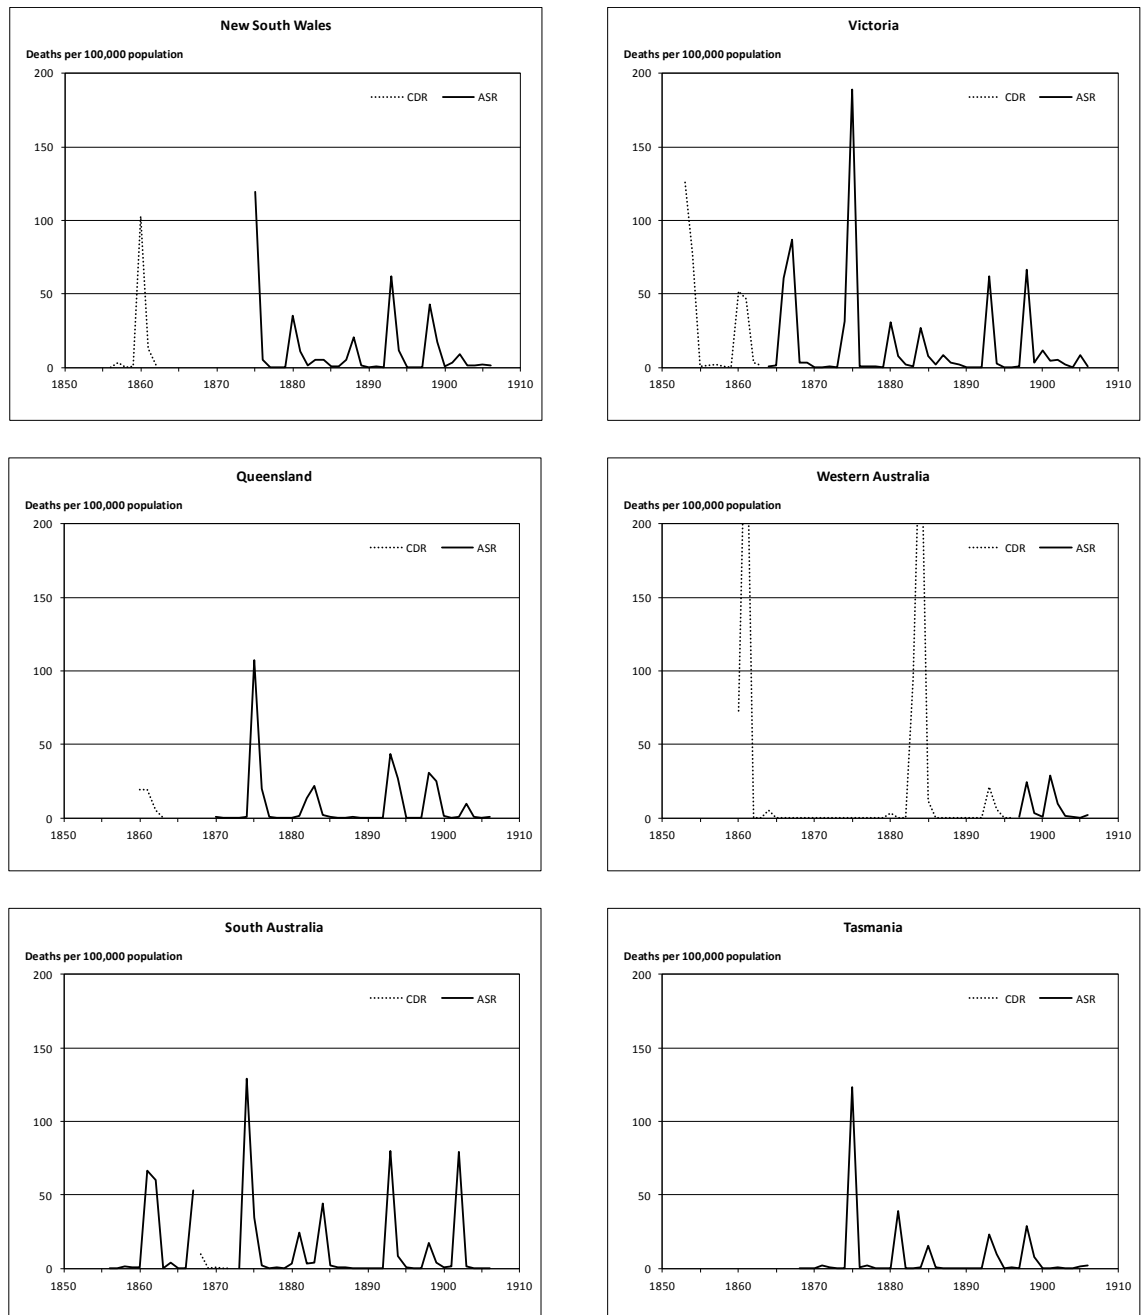 New South Wales
Deaths per 100,000 population
CDR ASR
200
150
100
50
0
1850 1860 1870 1880 1890 1900 1910
Victoria
Deaths per 100,000 population
CDR ASR
200
150
100
50
0
1850 1860 1870 1880 1890 1900 1910
Queensland
Deaths per 100,000 population
CDR ASR
200
150
100
50
0
1850 1860 1870 1880 1890 1900 1910
Western Australia
Deaths per 100,000 population
CDR ASR
200
150
100
50
0
1850 1860 1870 1880 1890 1900 1910
South Australia
Deaths per 100,000 population
CDR ASR
200
150
100
50
0
1850 1860 1870 1880 1890 1900 1910
Tasmania
Deaths per 100,000 population
CDR ASR
200
150
100
50
0
1850 1860 1870 1880 1890 1900 1910